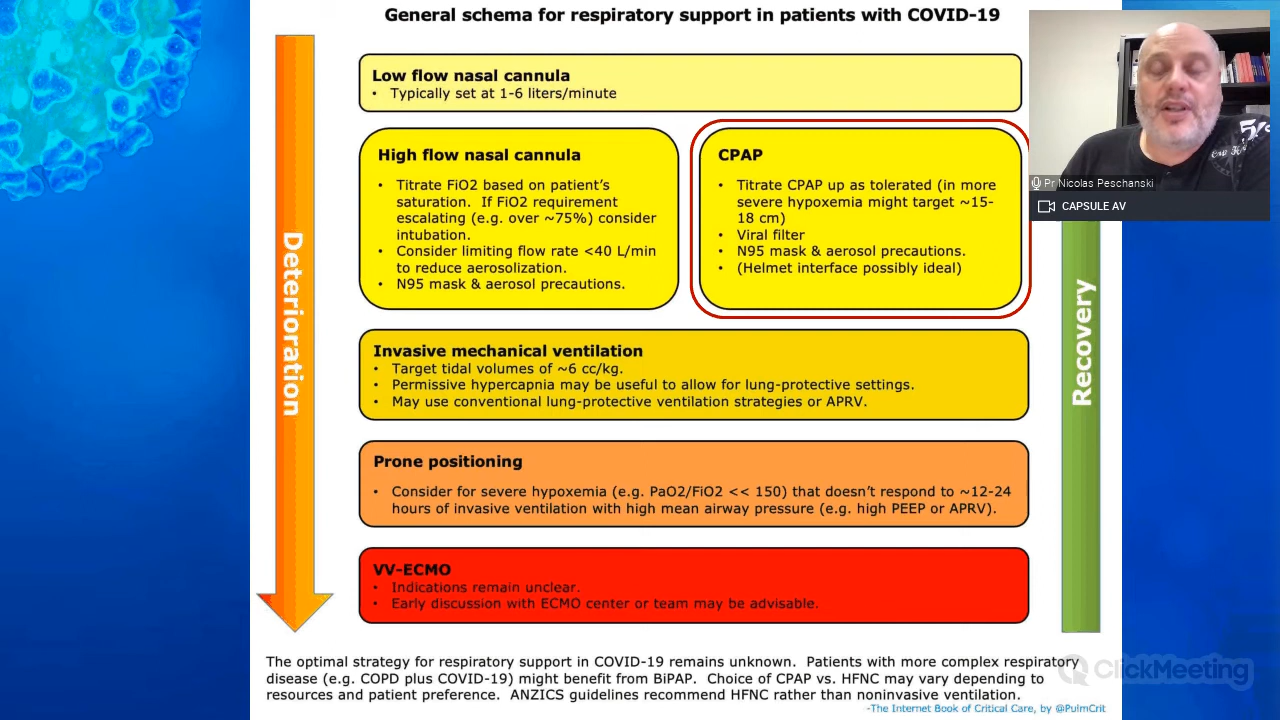 General schema for respiratory support in patients with COVID-19
Low flow nasal cannula
• Typically set at 1-6 liters/minute
High flow nasal cannula
• Titrate FiO2 based on patient's
saturation. If FiO2 requirement
escalating (e.g. over ~75%) consider
intubation.
• Consider limiting flow rate <40 L/min
to reduce aerosolization.
• N95 mask & aerosol precautions.
CPAP
• Titrate CPAP up as tolerated (in more
severe hypoxemia might target ~15-
18 cm)
• Viral filter
• N95 mask & aerosol precautions.
• (Helmet interface possibly ideal)
Pr Nicolas Peschanski
CAPSULE AV
Deterioration
Recovery
Invasive mechanical ventilation
• Target tidal volumes of ~6 cc/kg.
• Permissive hypercapnia may be useful to allow for lung-protective settings.
• May use conventional lung-protective ventilation strategies or APRV.
Prone positioning
• Consider for severe hypoxemia (e.g. PaO2/FiO2 << 150) that doesn't respond to ~12-24
hours of invasive ventilation with high mean airway pressure (e.g. high PEEP or APRV).
VV-ECMO
• Indications remain unclear.
• Early discussion with ECMO center or team may be advisable.
The optimal strategy for respiratory support in COVID-19 remains unknown. Patients with more complex respiratory
disease (e.g. COPD plus COVID-19) might benefit from BiPAP. Choice of CPAP vs. HFNC may vary depending to
resources and patient preference. ANZICS guidelines recommend HFNC rather than noninvasive ventilation.
-The Internet Book of Critical Care, by @PulmCrit
ClickMeeting